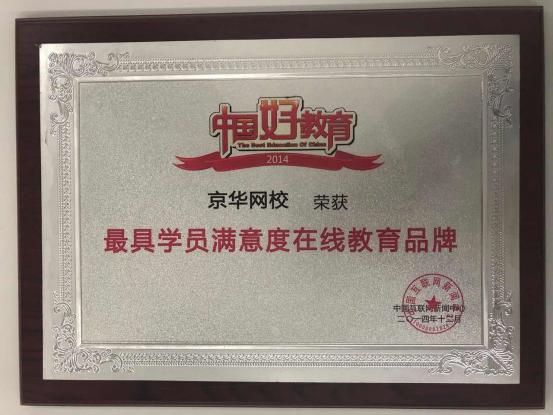 中国好教育
The Best Education Of China
2014
京华网校 荣获
最具学员满意度在线教育品牌
中国互联网新闻中心
二〇一四年十二月